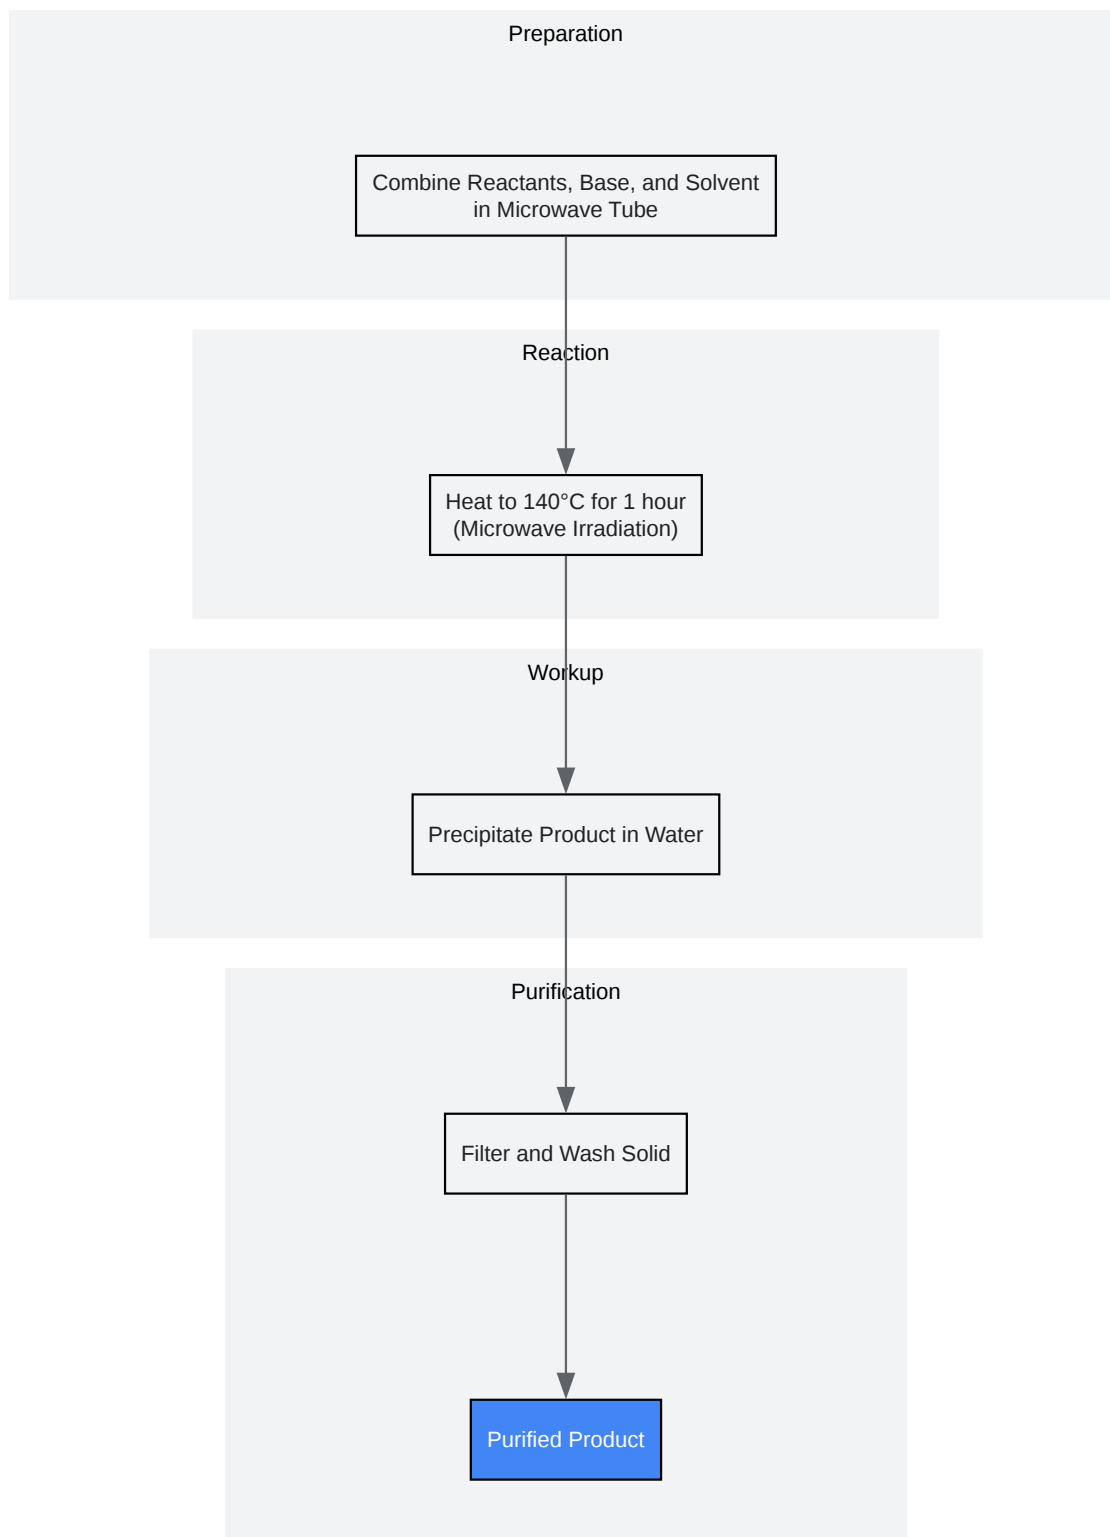 Preparation
Combine Reactants, Base, and Solvent
in Microwave Tube
Reaction
Heat to 140°C for 1 hour
(Microwave Irradiation)
Workup
Precipitate Product in Water
Purification
Filter and Wash Solid
Purified Product